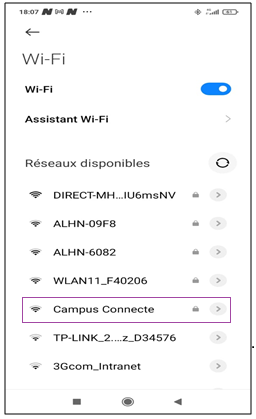 18:07
Wi-Fi
Wi-Fi
Assistant Wi-Fi
Réseaux disponibles
DIRECT-MH...IU6msNV
ALHN-09F8
ALHN-6082
WLAN11_F40206
Campus Connecte
TP-LINK_2....z_D34576
3Gcom_Intranet